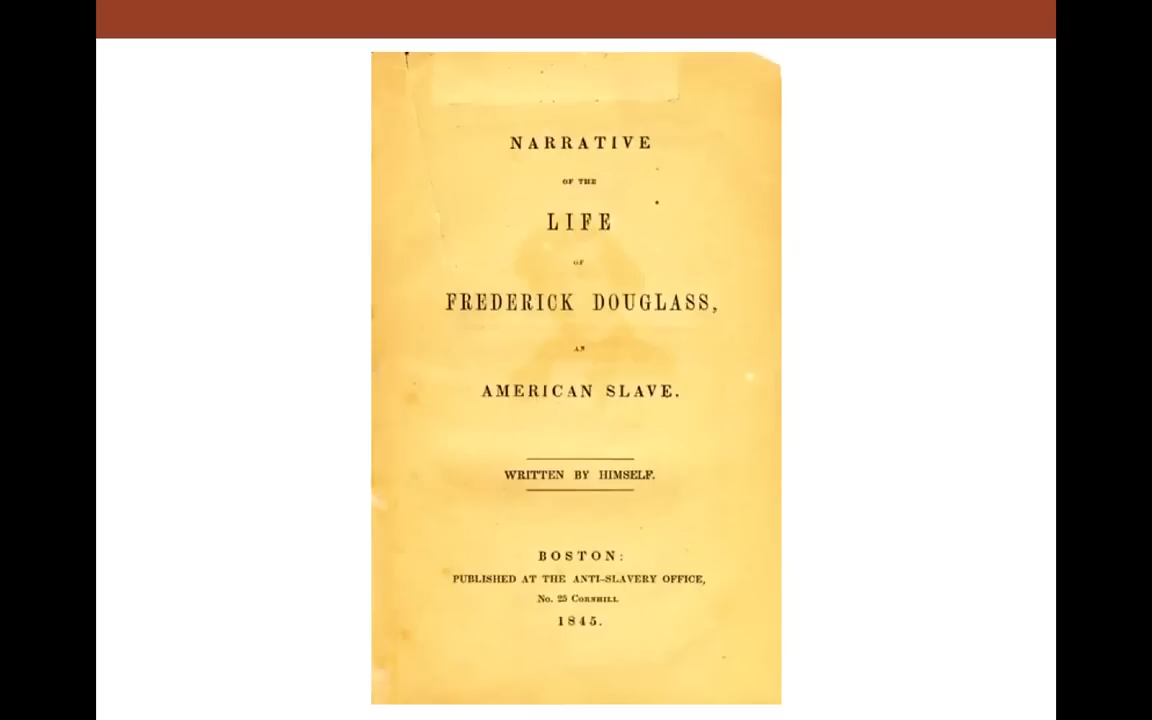 NARRATIVE
OF THE
LIFE
OF
FREDERICK DOUGLASS,
AN
AMERICAN SLAVE.
WRITTEN BY HIMSELF.
BOSTON:
PUBLISHED AT THE ANTI-SLAVERY OFFICE,
No. 25 CORNHILL
1845.